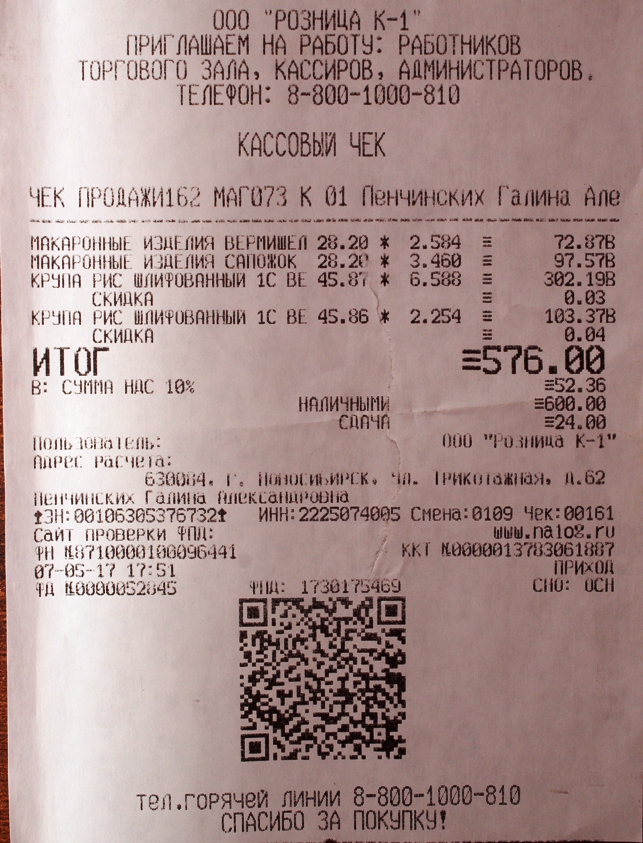 ООО "РОЗНИЦА К-1"
ПРИГЛАШАЕМ НА РАБОТУ: РАБОТНИКОВ
ТОРГОВОГО ЗАЛА, КАССИРОВ, АДМИНИСТРАТОРОВ.
ТЕЛЕФОН: 8-800-1000-810
КАССОВЫЙ ЧЕК
ЧЕК ПРОДАЖИ162 МАГ073 К 01 Пенчинских Галина Але
МАКАРОННЫЕ ИЗДЕЛИЯ ВЕРМИШЕЛ 28.20 * 2.584 ≡ 72.87В
МАКАРОННЫЕ ИЗДЕЛИЯ САПОЖОК 28.20 * 3.460 ≡ 97.57В
КРУПА РИС ШЛИФОВАННЫЙ 1С ВЕ 45.87 * 6.588 ≡ 302.19В
СКИДКА ≡ 0.03
КРУПА РИС ШЛИФОВАННЫЙ 1С ВЕ 45.86 * 2.254 ≡ 103.37В
СКИДКА ≡ 0.04
ИТОГ ≡576.00
В: СУММА НДС 10% ≡52.36
НАЛИЧНЫМИ ≡600.00
СДАЧА ≡24.00
Пользователь: ООО "Розница К-1"
Адрес расчета:
630084, г. Новосибирск, ул. Трикотажная, д.62
Пенчинских Галина Александровна
ЗН:00106305376732 ИНН:2225074005 Смена:0109 Чек:00161
Сайт проверки ФПД: www.nalog.ru
ФН №8710000100096441 ККТ №0000013783061887
07-05-17 17:51 ПРИХОД
ФД №0000052845 ФПД: 1730175469 СНО: ОСН
тел.горячей линии 8-800-1000-810
СПАСИБО ЗА ПОКУПКУ!